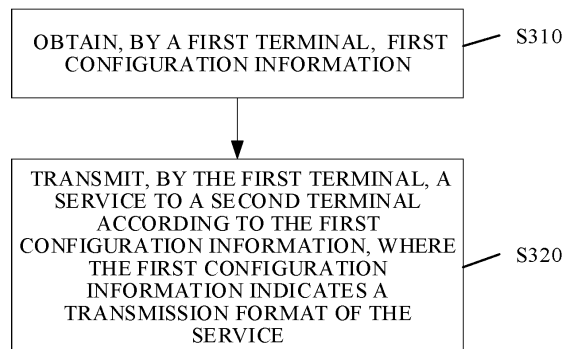 OBTAIN, BY A FIRST TERMINAL, FIRST
CONFIGURATION INFORMATION
S310
TRANSMIT, BY THE FIRST TERMINAL, A
SERVICE TO A SECOND TERMINAL
ACCORDING TO THE FIRST
CONFIGURATION INFORMATION, WHERE
THE FIRST CONFIGURATION
INFORMATION INDICATES A
TRANSMISSION FORMAT OF THE
SERVICE
S320